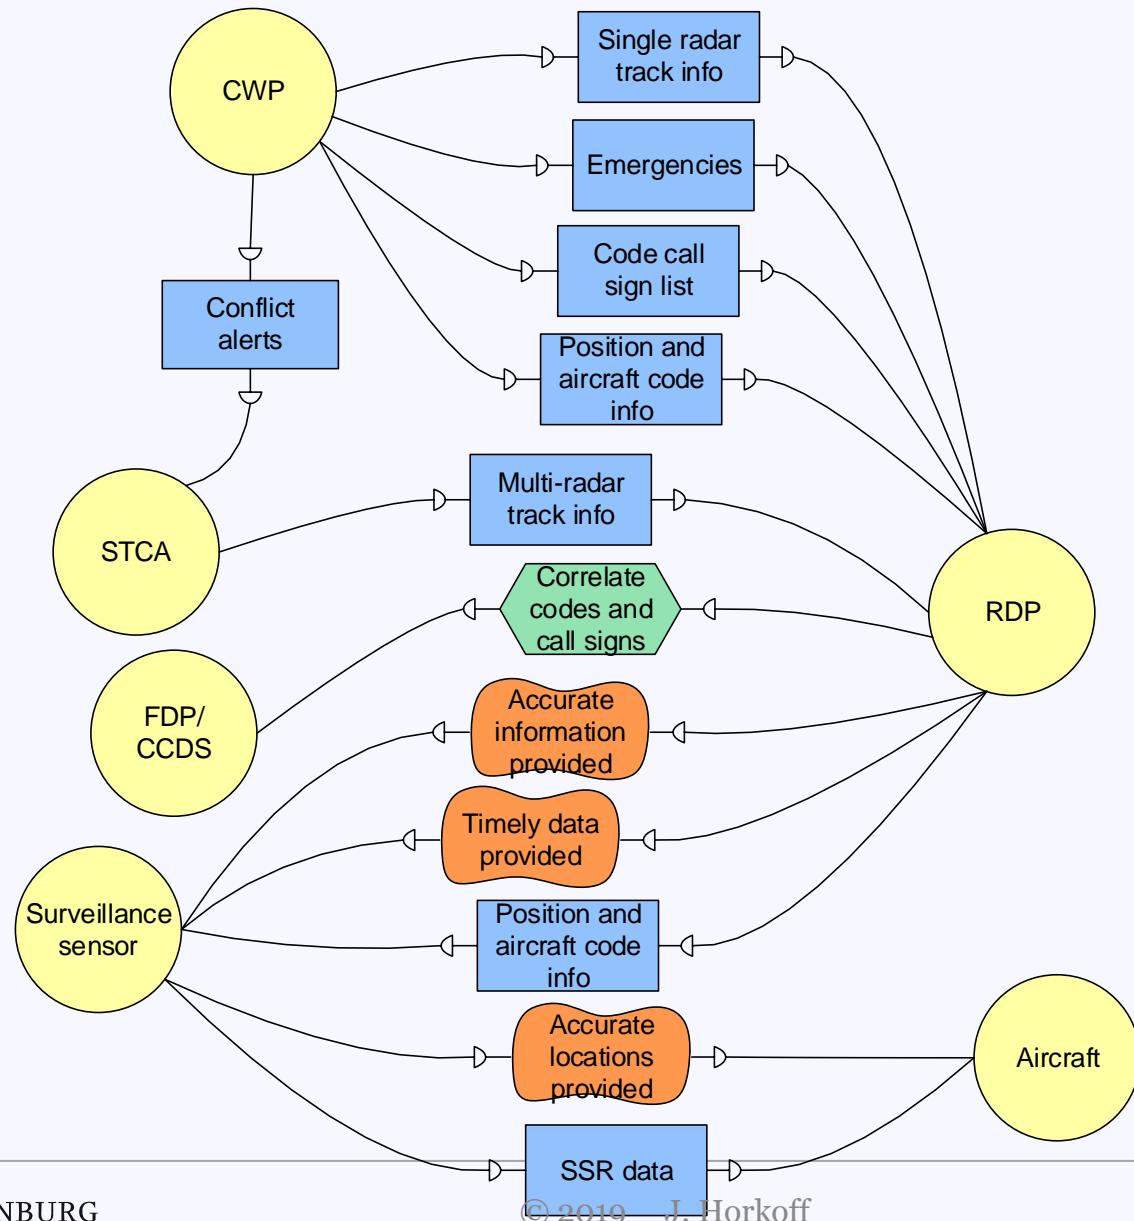 CWP
Single radar
track info
Emergencies
Code call
sign list
Conflict
alerts
Position and
aircraft code
info
Multi-radar
track info
STCA
Correlate
codes and
call signs
RDP
FDP/
CCDS
Accurate
information
provided
Timely data
provided
Surveillance
sensor
Position and
aircraft code
info
Accurate
locations
provided
Aircraft
SSR data
NBURG
© 2019 J. Horkoff